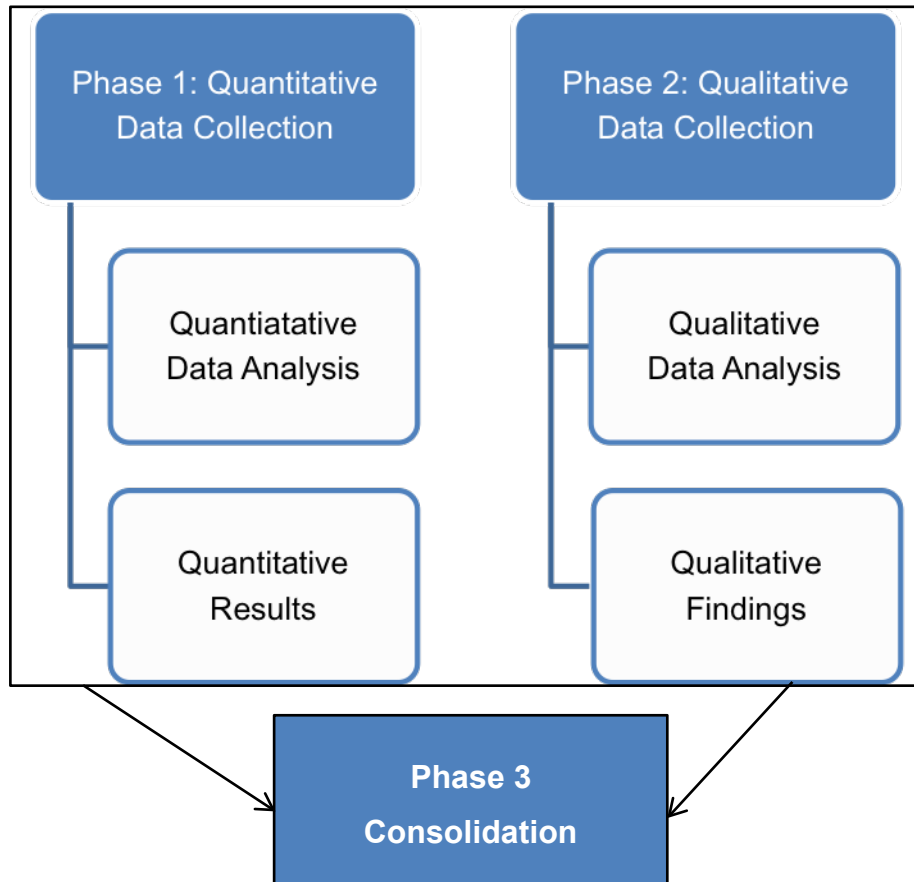 Phase 1: Quantitative
Data Collection
Quantiatative
Data Analysis
Quantitative
Results
Phase 2: Qualitative
Data Collection
Qualitative
Data Analysis
Qualitative
Findings
Phase 3
Consolidation